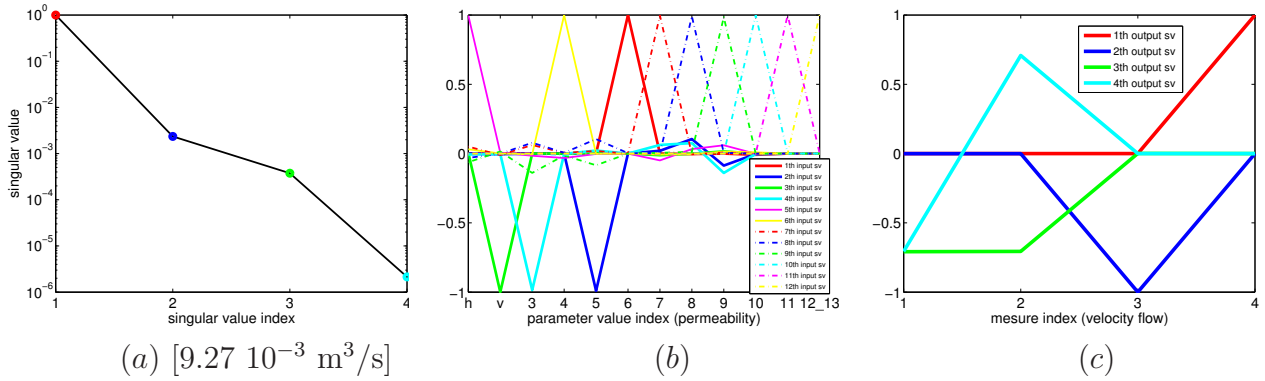 10^0
10^-1
10^-2
10^-3
10^-4
10^-5
10^-6
singular value
1 2 3 4
singular value index
(a) [9.27 10^-3 m^3/s]
1
0.5
0
−0.5
−1
1th input sv
2th input sv
3th input sv
4th input sv
5th input sv
6th input sv
7th input sv
8th input sv
9th input sv
10th input sv
11th input sv
12th input sv
h v 3 4 5 6 7 8 9 10 11 12_13
parameter value index (permeability)
(b)
1
0.5
0
−0.5
−1
1th output sv
2th output sv
3th output sv
4th output sv
1 2 3 4
mesure index (velocity flow)
(c)